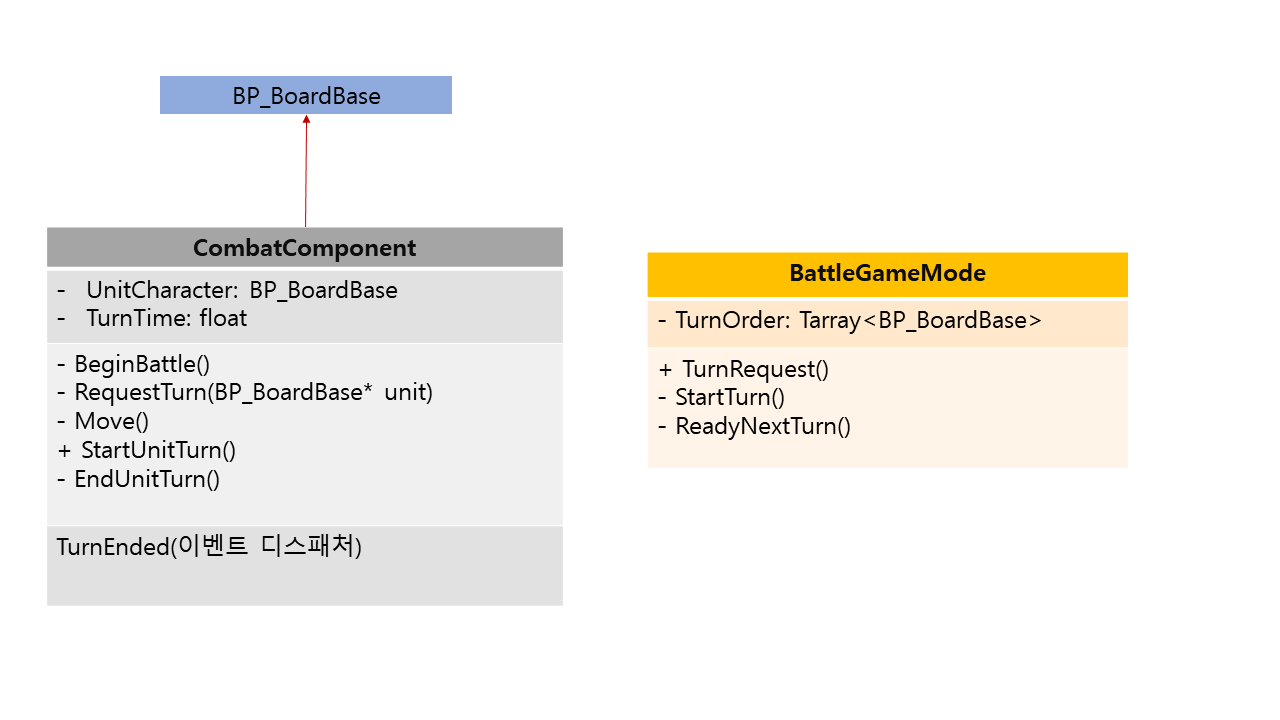 BP_BoardBase
CombatComponent
- UnitCharacter: BP_BoardBase
- TurnTime: float
- BeginBattle()
- RequestTurn(BP_BoardBase* unit)
- Move()
+ StartUnitTurn()
- EndUnitTurn()
TurnEnded(이벤트 디스패처)
BattleGameMode
- TurnOrder: Tarray<BP_BoardBase>
+ TurnRequest()
- StartTurn()
- ReadyNextTurn()